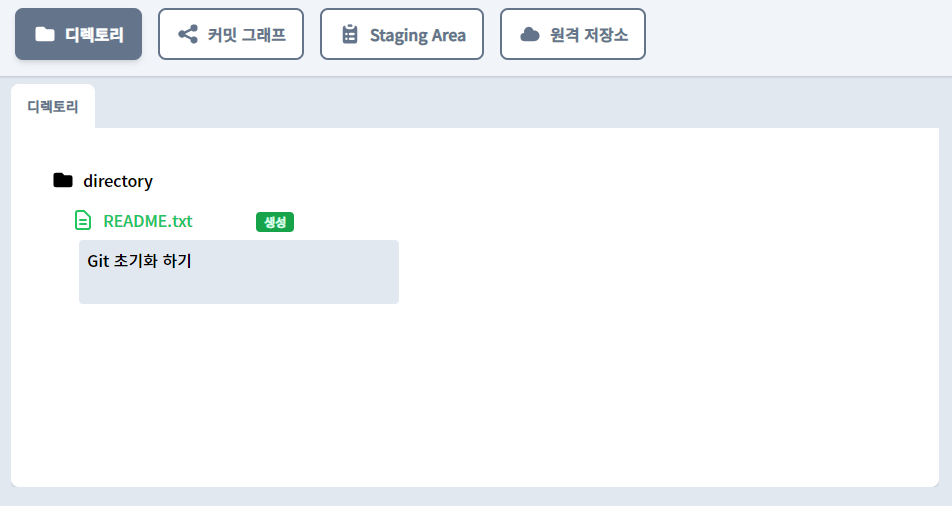 디렉토리 커밋 그래프 Staging Area 원격 저장소
디렉토리
directory
README.txt 생성
Git 초기화 하기